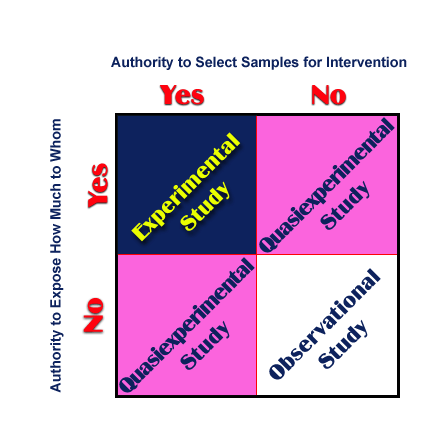 Authority to Select Samples for Intervention
Yes No
Authority to Expose How Much to Whom
Yes
Experimental
Study
Quasiexperimental
Study
No
Quasiexperimental
Study
Observational
Study